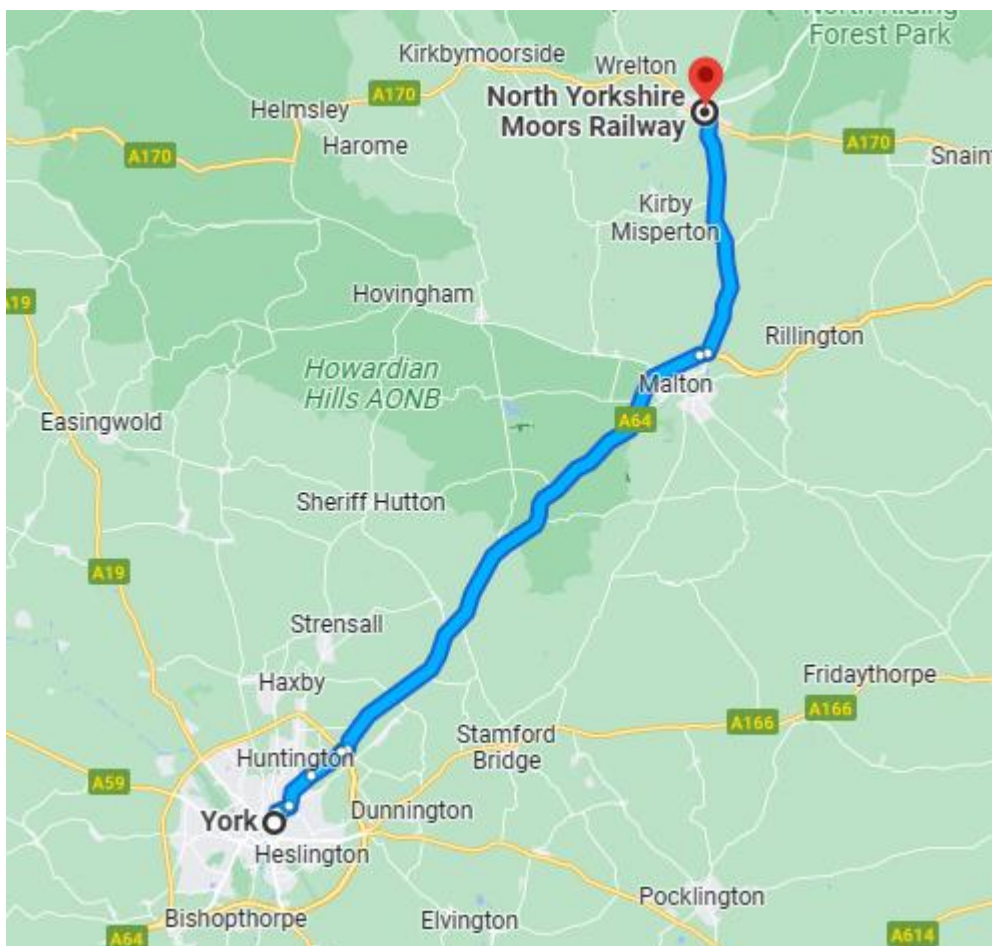 North Riding
Forest Park
Kirkbymoorside
Wrelton
A170
North Yorkshire
Moors Railway
Helmsley
Harome
A170
A170
Snaint
Kirby
Misperton
Hovingham
A19
Rillington
Howardian
Hills AONB
Malton
A64
Easingwold
Sheriff Hutton
A19
Strensall
Haxby
Fridaythorpe
A166
A166
Stamford
Bridge
Huntington
A59
Dunnington
York
Heslington
Pocklington
Bishopthorpe
Elvington
A64
A614